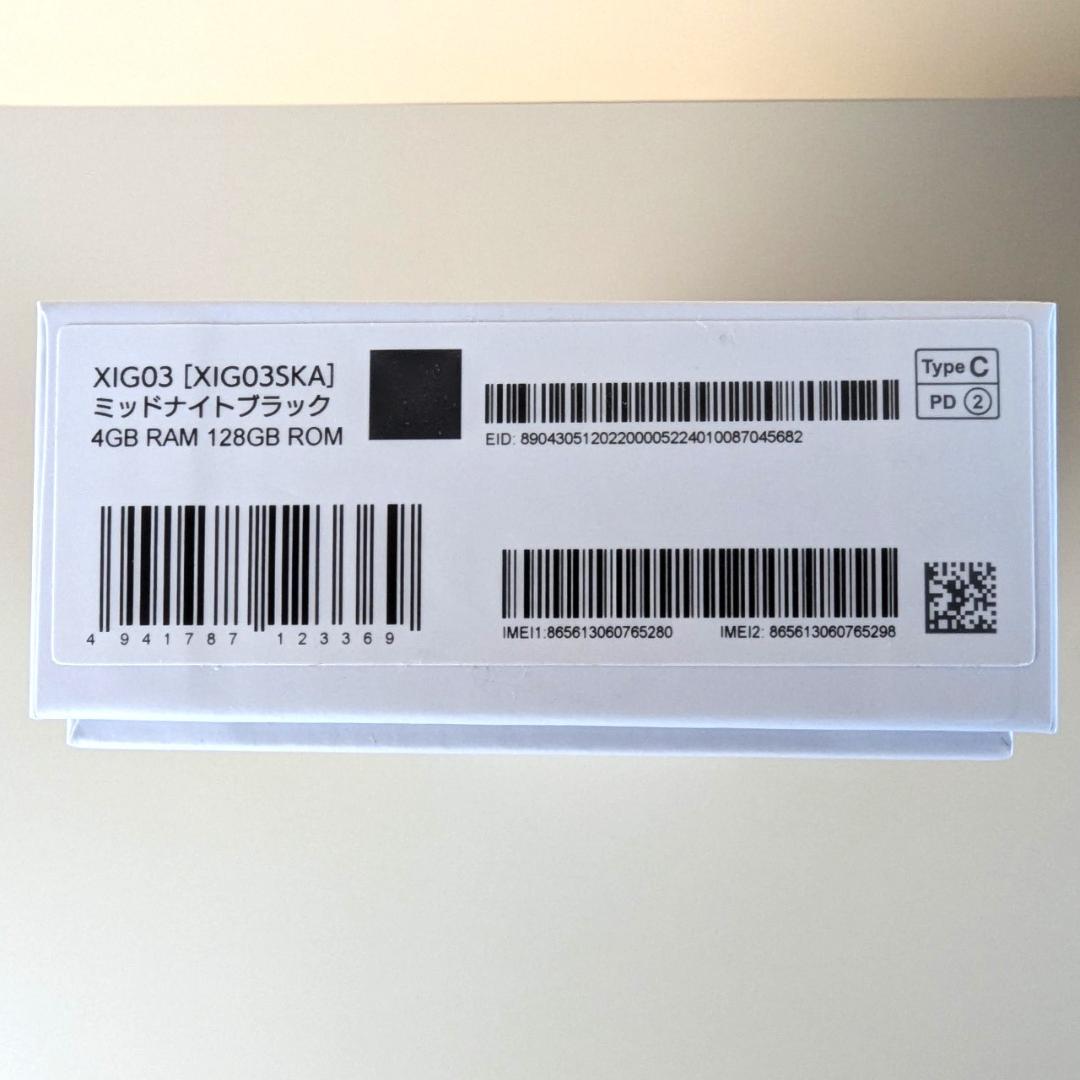 XIG03 [XIG03SKA]
ミッドナイトブラック
4GB RAM 128GB ROM
EID: 89043051202200005224010087045682
Type C
PD 2
4 941787 123369
IMEI1:865613060765280 IMEI2: 865613060765298